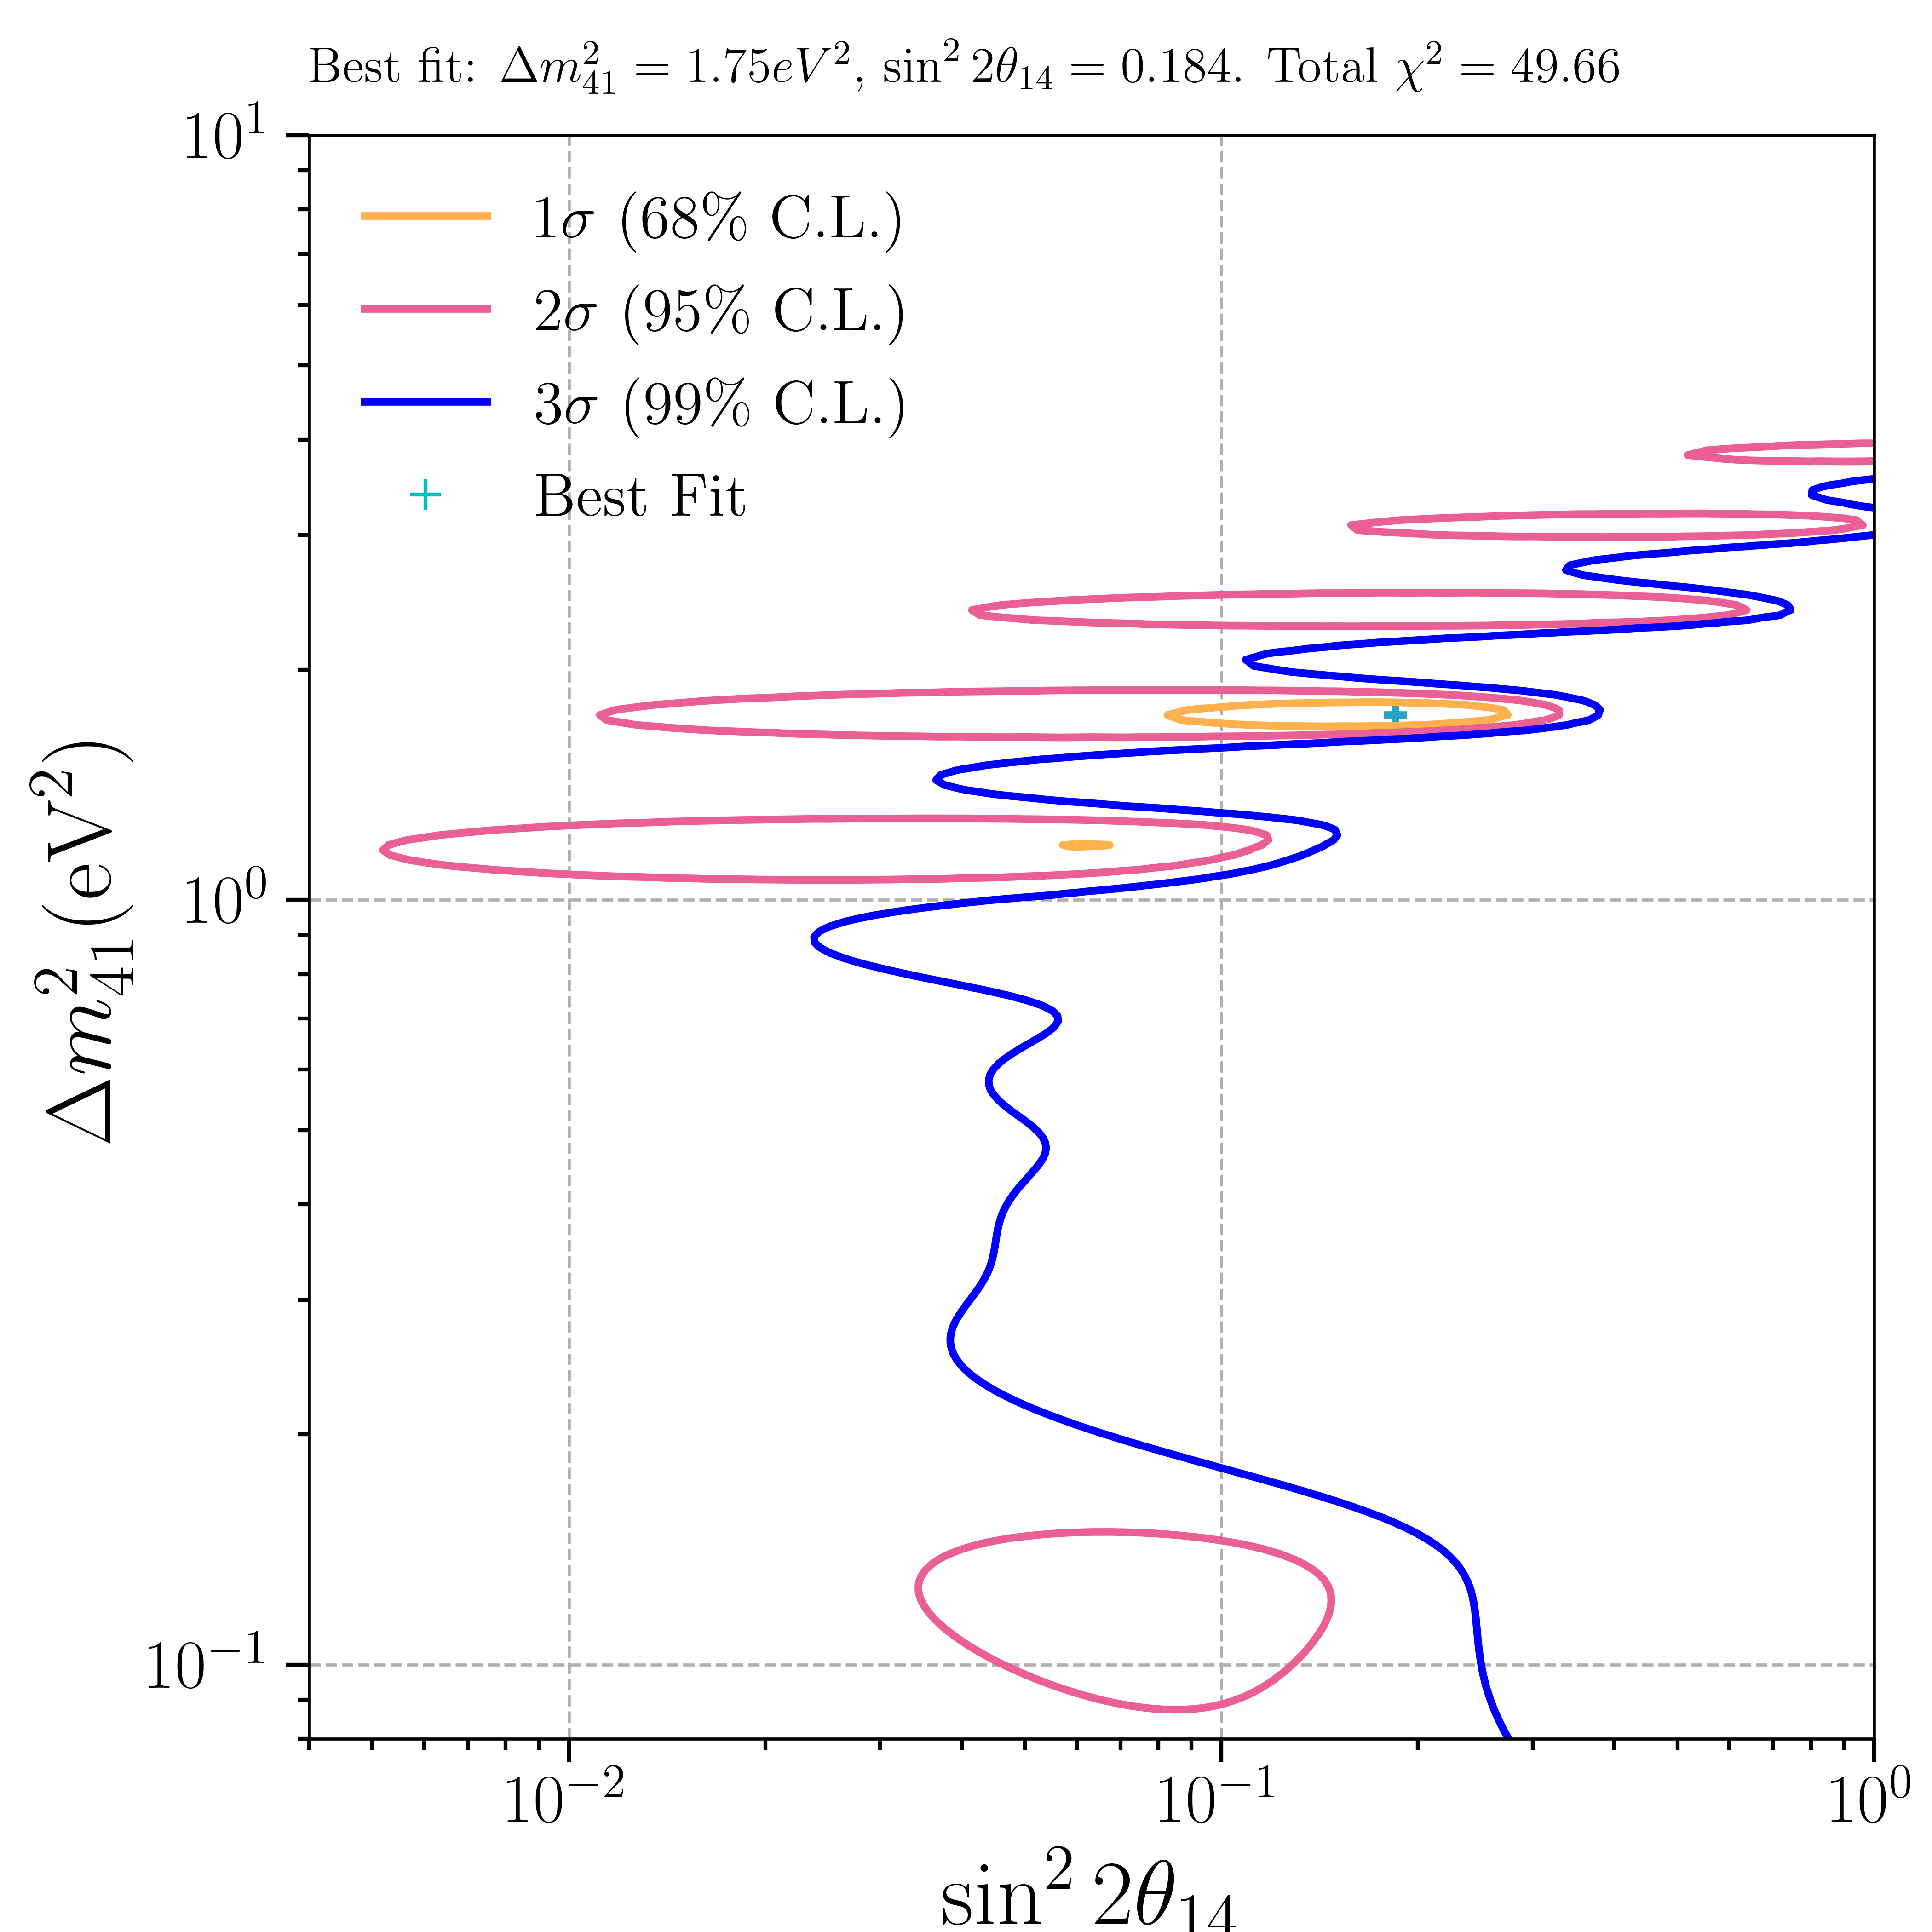 Best fit: Δm²₄₁ = 1.75eV², sin² 2θ₁₄ = 0.184. Total χ² = 49.66
10¹
1σ (68% C.L.)
2σ (95% C.L.)
3σ (99% C.L.)
Best Fit
Δm²₄₁(eV²)
10⁰
10⁻¹
10⁻² 10⁻¹ 10⁰
sin² 2θ₁₄